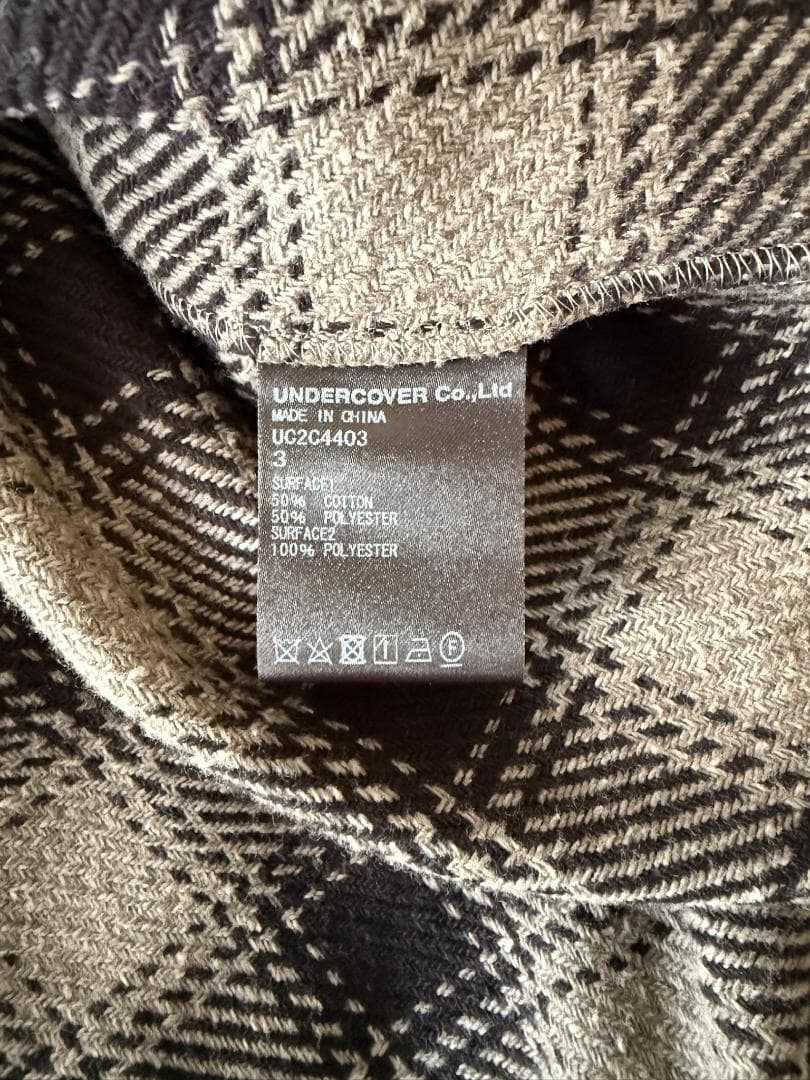 UNDERCOVER Co.,Ltd
MADE IN CHINA
UC2C4403
3
SURFACE1
50% COTTON
50% POLYESTER
SURFACE2
100% POLYESTER
F